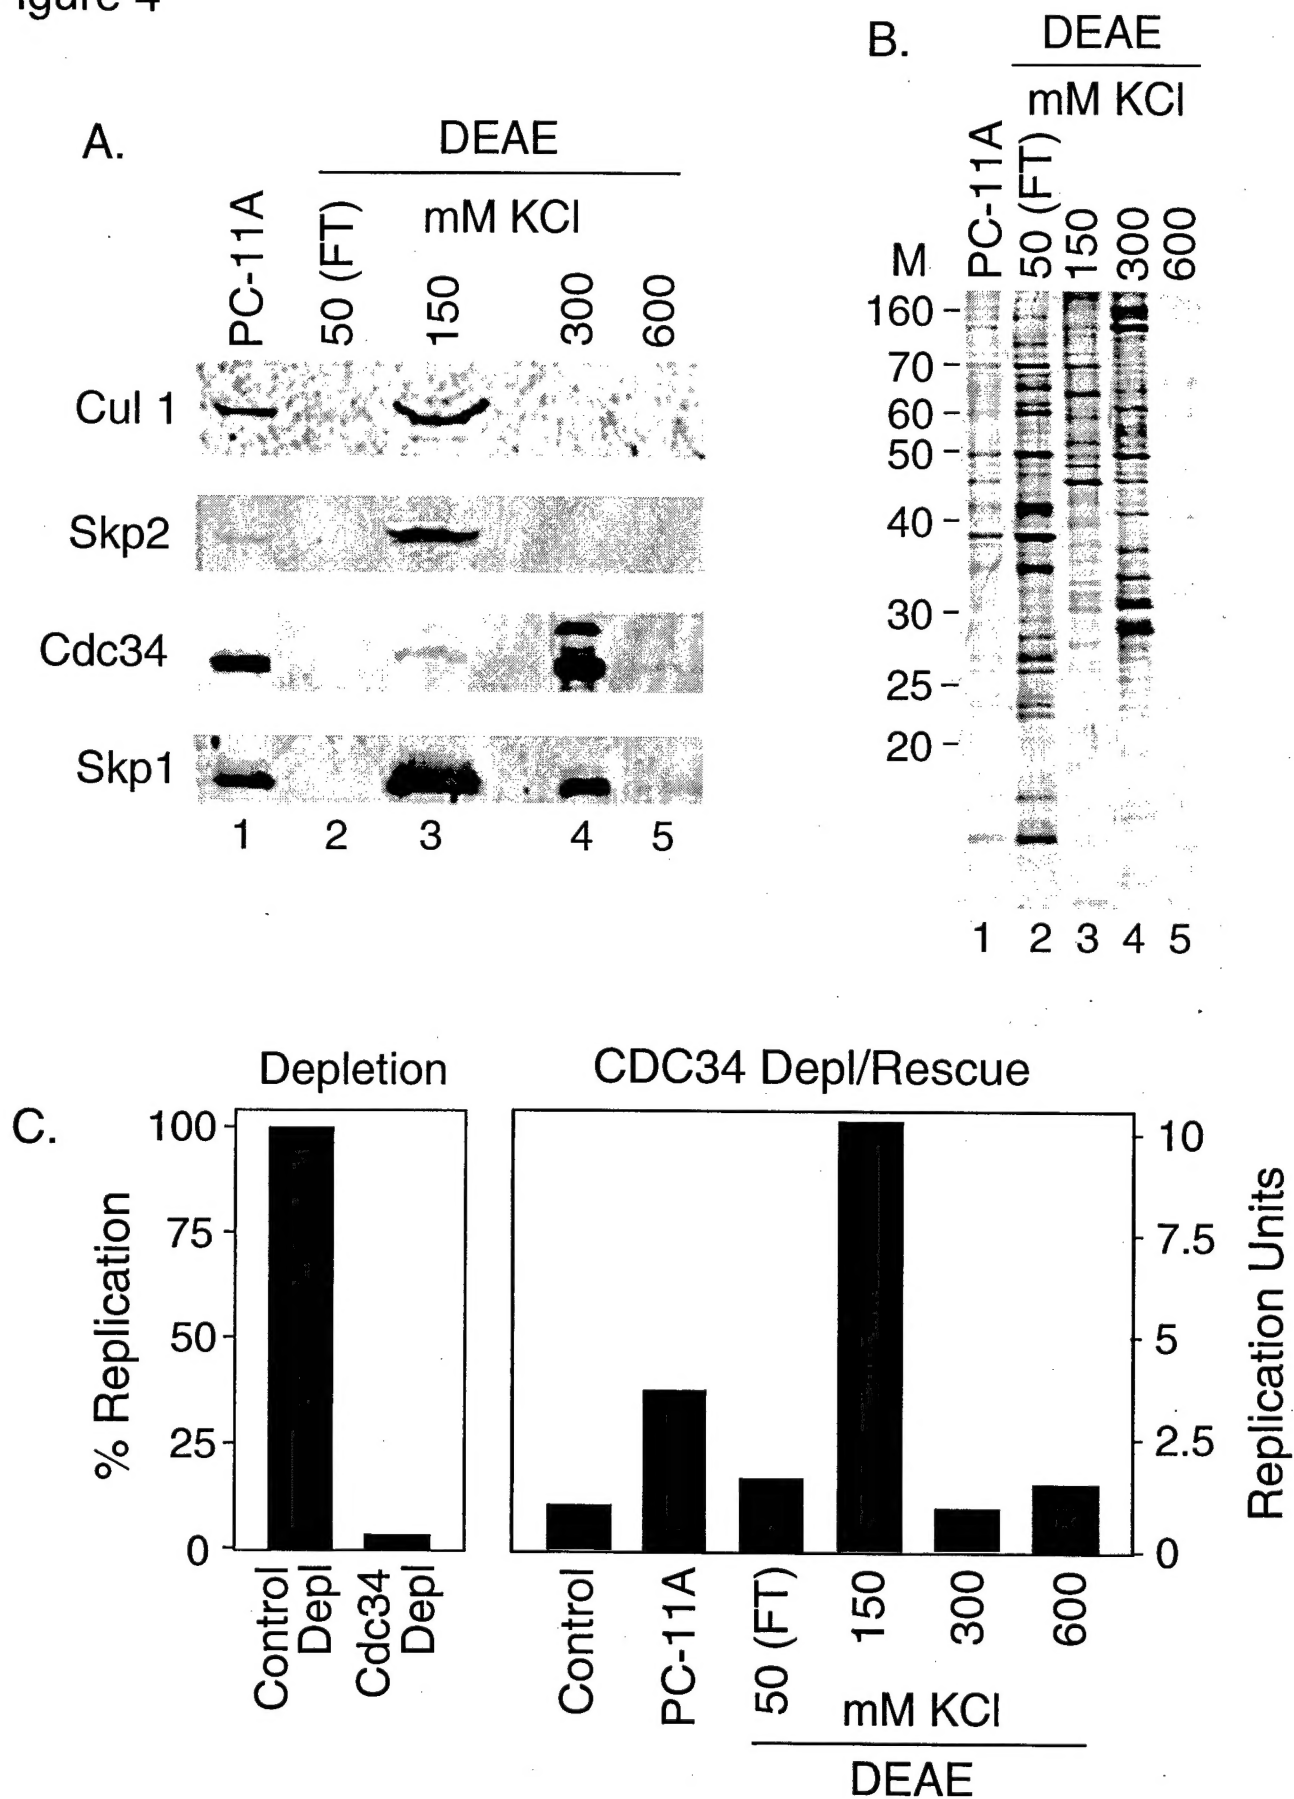 Figure 4
A.
DEAE
mM KCl
PC-11A
50 (FT)
150
300
600
Cul 1
Skp2
Cdc34
Skp1
1 2 3 4 5
B.
DEAE
mM KCl
M
PC-11A
50 (FT)
150
300
600
160
70
60
50
40
30
25
20
1 2 3 4 5
C.
Depletion
% Replication
100
75
50
25
0
Control Depl
Cdc34 Depl
CDC34 Depl/Rescue
10
7.5
5
2.5
0
Replication Units
Control
PC-11A
50 (FT)
150
300
600
mM KCl
DEAE